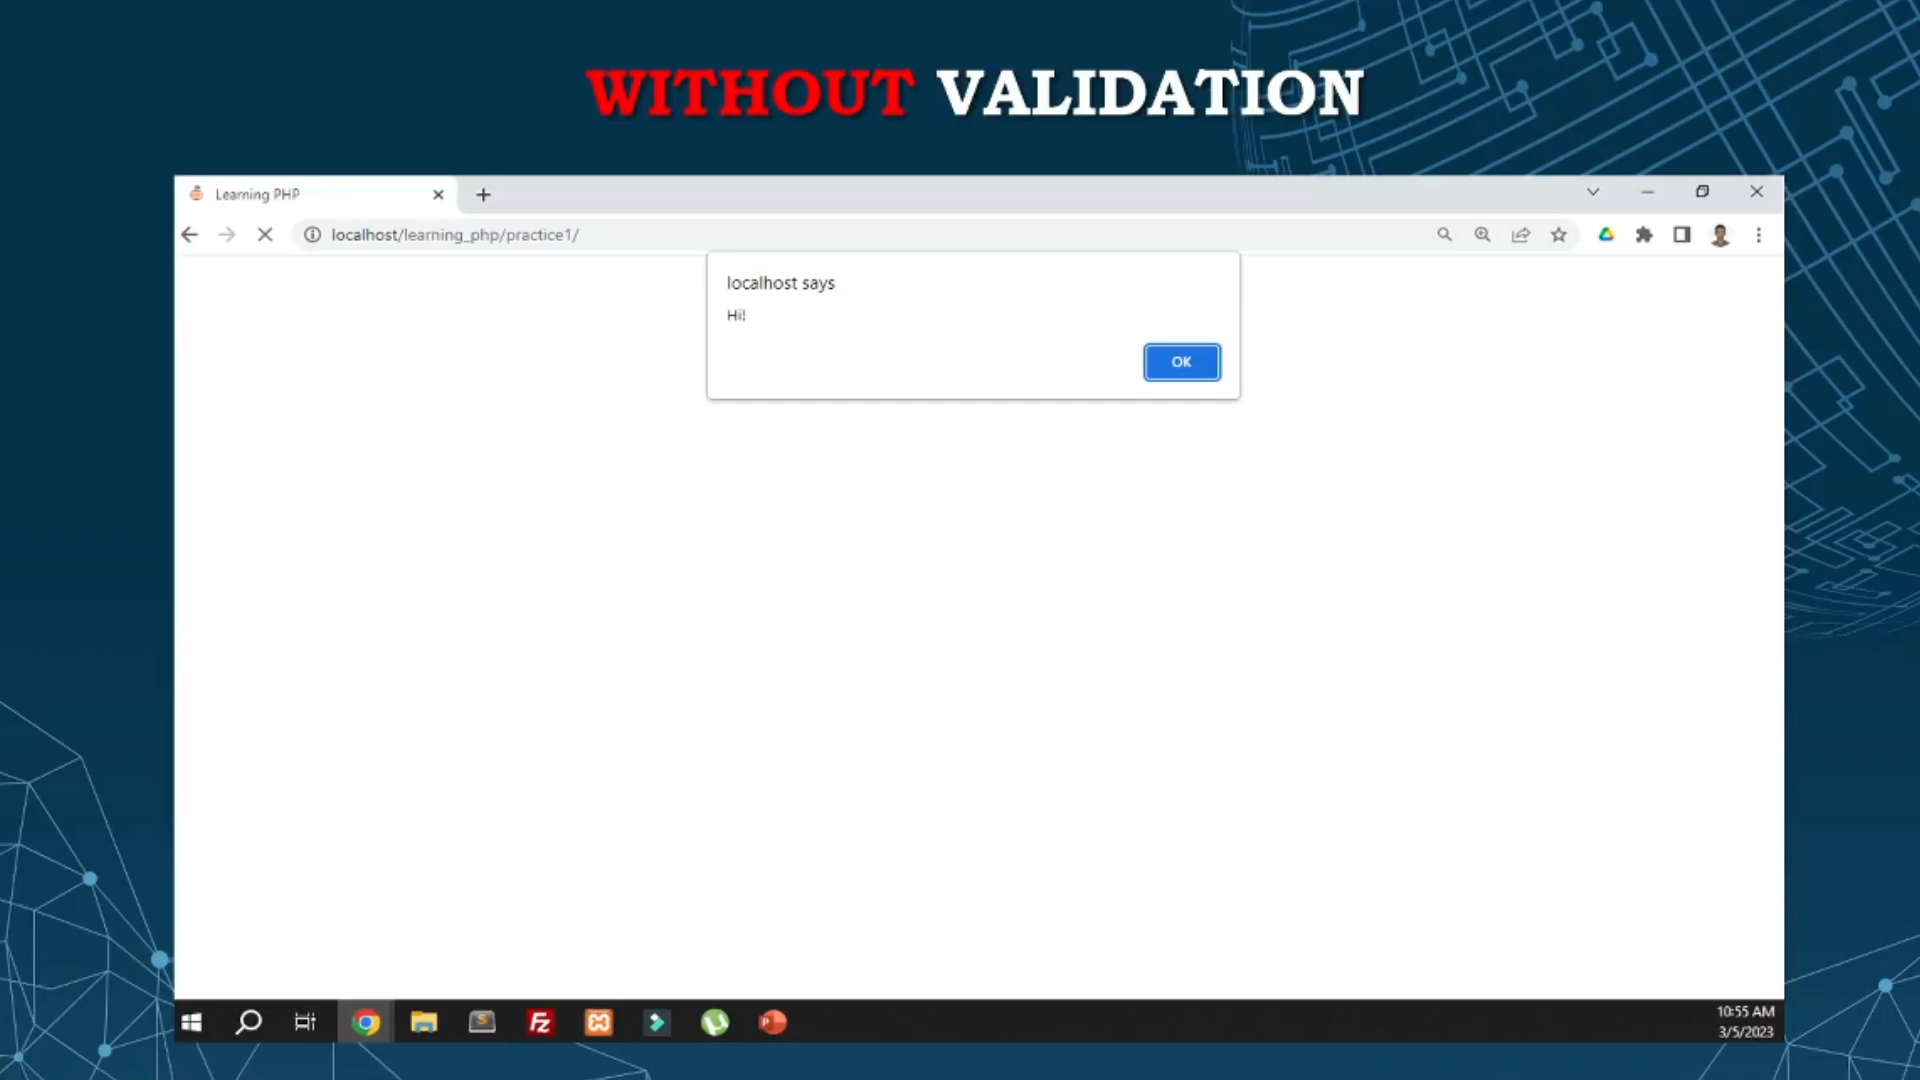 WITHOUT VALIDATION
Learning PHP
localhost/learning_php/practice1/
localhost says
Hi!
OK
10:55 AM
3/5/2023